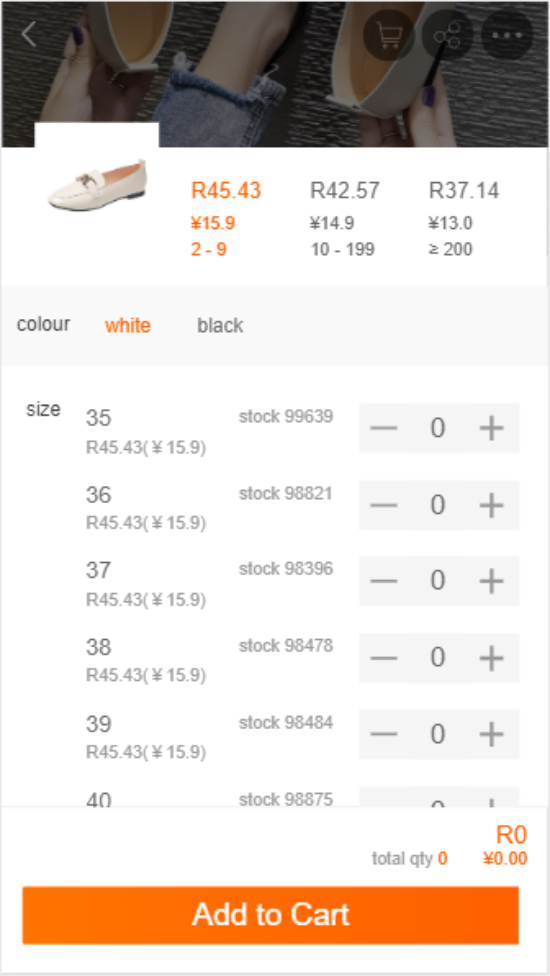 R45.43 R42.57 R37.14
¥15.9 ¥14.9 ¥13.0
2 - 9 10 - 199 ≥ 200
colour white black
size 35 stock 99639 0
R45.43(¥15.9)
36 stock 98821 0
R45.43(¥15.9)
37 stock 98396 0
R45.43(¥15.9)
38 stock 98478 0
R45.43(¥15.9)
39 stock 98484 0
R45.43(¥15.9)
40 stock 98875 0
R0
total qty 0 ¥0.00
Add to Cart